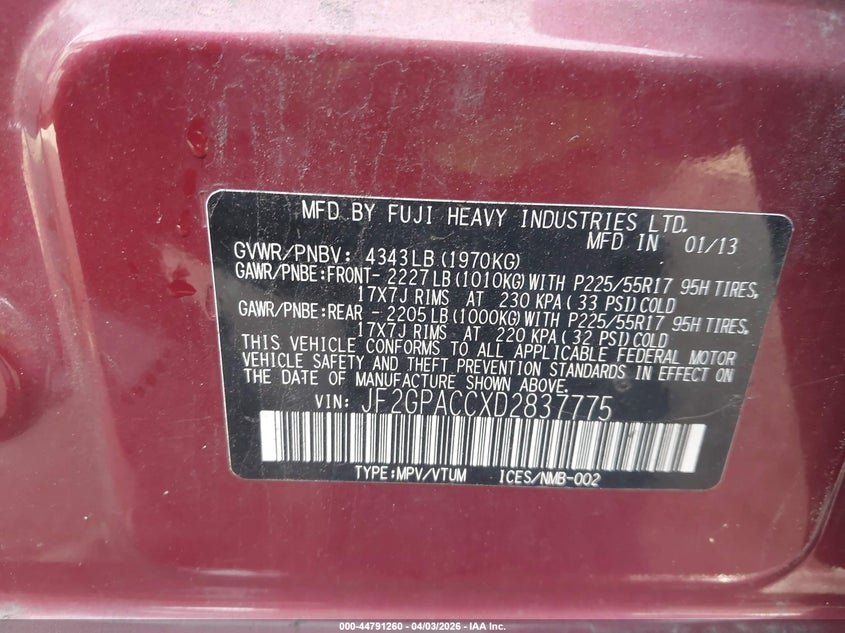 MFD BY FUJI HEAVY INDUSTRIES LTD.
MFD IN 01/13
GVWR/PNBV: 4343LB(1970KG)
GAWR/PNBE:FRONT- 2227LB(1010KG)WITH P225/55R17 95H TIRES,
17X7J RIMS AT 230 KPA(33 PSI)COLD
GAWR/PNBE:REAR - 2205LB(1000KG)WITH P225/55R17 95H TIRES,
17X7J RIMS AT 220 KPA(32 PSI)COLD
THIS VEHICLE CONFORMS TO ALL APPLICABLE FEDERAL MOTOR
VEHICLE SAFETY AND THEFT PREVENTION STANDARDS IN EFFECT ON
THE DATE OF MANUFACTURE SHOWN ABOVE.
VIN: JF2GPACCXD2837775
TYPE:MPV/VTUM ICES/NMB-002
000-44791260 - 04/03/2026 - IAA Inc.